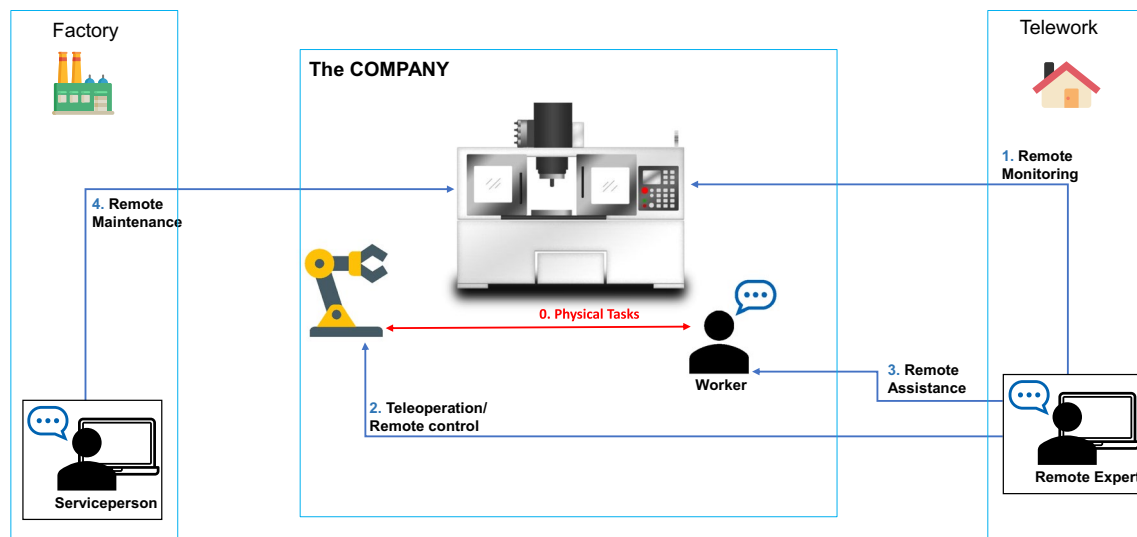 Factory
Telework
The COMPANY
1. Remote
Monitoring
4. Remote
Maintenance
0. Physical Tasks
3. Remote
Assistance
Worker
2. Teleoperation/
Remote control
Serviceperson
Remote Expert